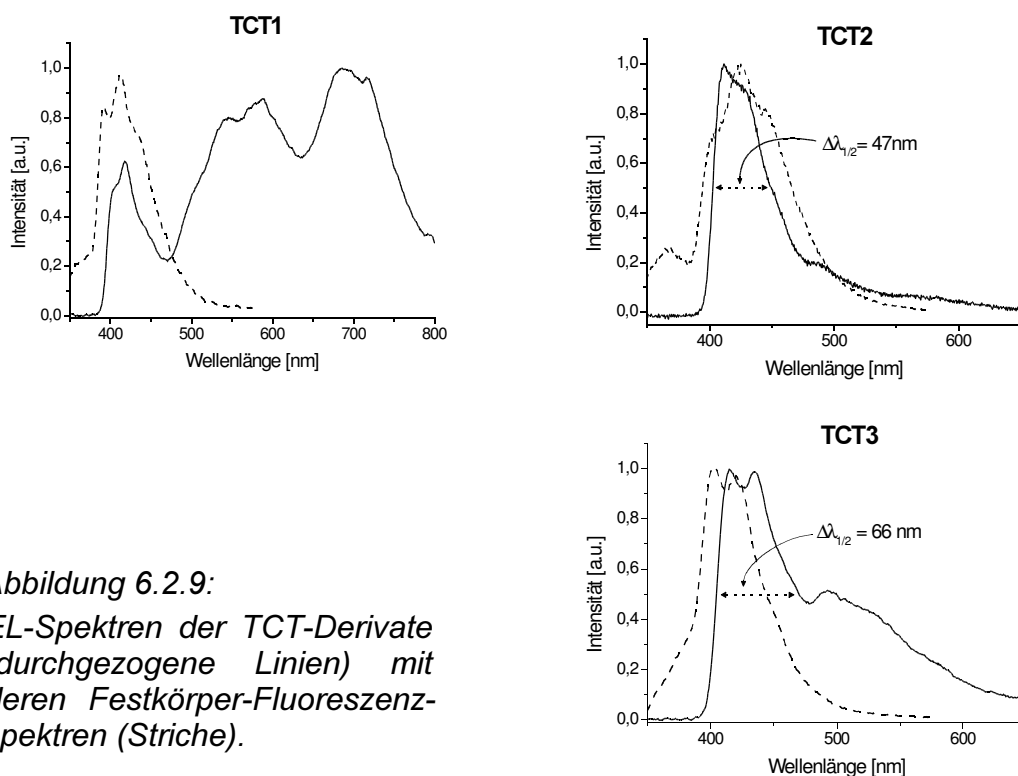 TCT1
1,0
0,8
0,6
0,4
0,2
0,0
Intensität [a.u.]
400 500 600 700 800
Wellenlänge [nm]
TCT2
1,0
0,8
0,6
0,4
0,2
0,0
Intensität [a.u.]
Δλ1/2= 47nm
400 500 600
Wellenlänge [nm]
TCT3
1,0
0,8
0,6
0,4
0,2
0,0
Intensität [a.u.]
Δλ1/2 = 66 nm
400 500 600
Wellenlänge [nm]
bbildung 6.2.9:
EL-Spektren der TCT-Derivate
durchgezogene Linien) mit
deren Festkörper-Fluoreszenz-
pektren (Striche).